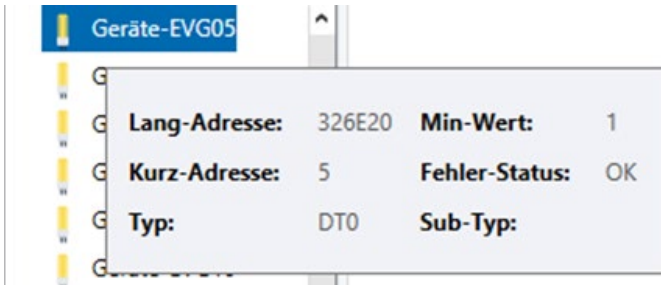 Geräte-EVG05
G
G Lang-Adresse: 326E20 Min-Wert: 1
G Kurz-Adresse: 5 Fehler-Status: OK
G Typ: DT0 Sub-Typ: